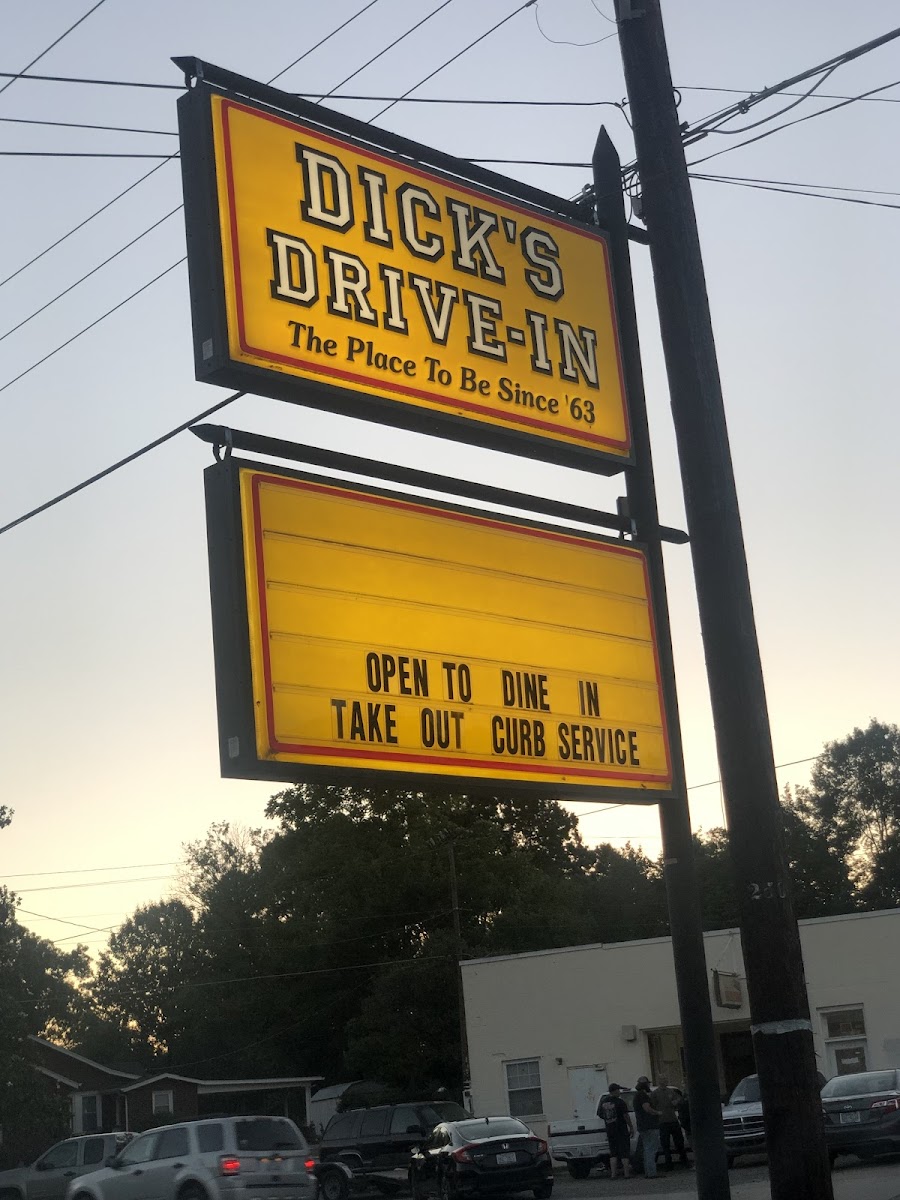 DICK'S
DRIVE-IN
The Place To Be Since '63
OPEN TO DINE IN
TAKE OUT CURB SERVICE